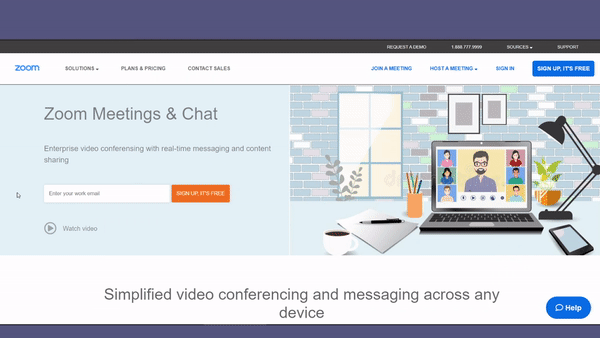 REQUEST A DEMO 1.888.777.9999 SOURCES SUPPORT
zoom SOLUTIONS PLANS & PRICING CONTACT SALES JOIN A MEETING HOST A MEETING SIGN IN SIGN UP, IT'S FREE
Zoom Meetings & Chat
Enterprise video conferencing with real-time messaging and content
sharing
Enter your work email SIGN UP, IT'S FREE
Watch video
Simplified video conferencing and messaging across any
device
Help